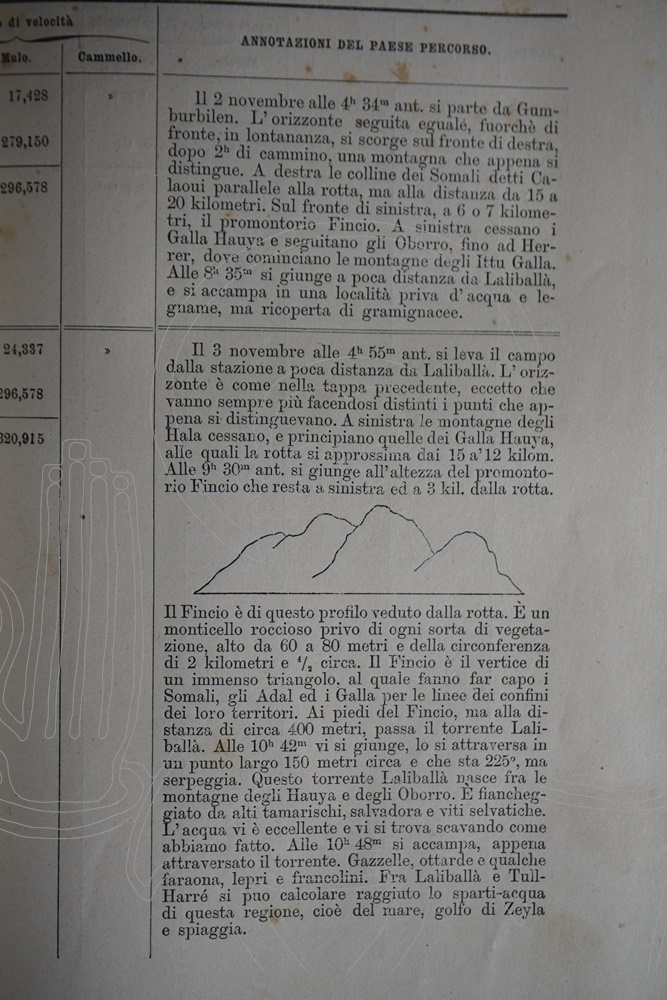 di velocità
ANNOTAZIONI DEL PAESE PERCORSO.
Mulo.
Cammello.
17,428
»
279,150
296,578
Il 2 novembre alle 4ʰ 34ᵐ ant. si parte da Gum-
burbilen. L'orizzonte seguita eguale, fuorchè di
fronte, in lontananza, si scorge sul fronte di destra,
dopo 2ʰ di cammino, una montagna che appena si
distingue. A destra le colline dei Somali detti Ca-
laoui parallele alla rotta, ma alla distanza da 15 a
20 kilometri. Sul fronte di sinistra, a 6 o 7 kilome-
tri, il promontorio Fincio. A sinistra cessano i
Galla Hauya e seguitano gli Oborro, fino ad Her-
rer, dove cominciano le montagne degli Ittu Galla.
Alle 8ʰ 35ᵐ si giunge a poca distanza da Laliballà,
e si accampa in una località priva d'acqua e le-
gname, ma ricoperta di gramignacee.
24,337
»
296,578
320,915
Il 3 novembre alle 4ʰ 55ᵐ ant. si leva il campo
dalla stazione a poca distanza da Laliballà. L'oriz-
zonte è come nella tappa precedente, eccetto che
vanno sempre più facendosi distinti i punti che ap-
pena si distinguevano. A sinistra le montagne degli
Hala cessano, e principiano quelle dei Galla Hauya,
alle quali la rotta si approssima dai 15 a 12 kilom.
Alle 9ʰ 30ᵐ ant. si giunge all'altezza del promonto-
rio Fincio che resta a sinistra ed a 3 kil. dalla rotta.
Il Fincio è di questo profilo veduto dalla rotta. È un
monticello roccioso privo di ogni sorta di vegeta-
zione, alto da 60 a 80 metri e della circonferenza
di 2 kilometri e ¹/₂ circa. Il Fincio è il vertice di
un immenso triangolo, al quale fanno far capo i
Somali, gli Adal ed i Galla per le linee dei confini
dei loro territori. Ai piedi del Fincio, ma alla di-
stanza di circa 400 metri, passa il torrente Lali-
ballà. Alle 10ʰ 42ᵐ vi si giunge, lo si attraversa in
un punto largo 150 metri circa e che sta 225°, ma
serpeggia. Questo torrente Laliballà nasce fra le
montagne degli Hauya e degli Oborro. È fiancheg-
giato da alti tamarischi, salvadora e viti selvatiche.
L'acqua vi è eccellente e vi si trova scavando come
abbiamo fatto. Alle 10ʰ 48ᵐ si accampa, appena
attraversato il torrente. Gazzelle, ottarde e qualche
faraona, lepri e francolini. Fra Laliballà e Tull-
Harré si può calcolare raggiato lo sparti-acqua
di questa regione, cioè del mare, golfo di Zeyla
e spiaggia.